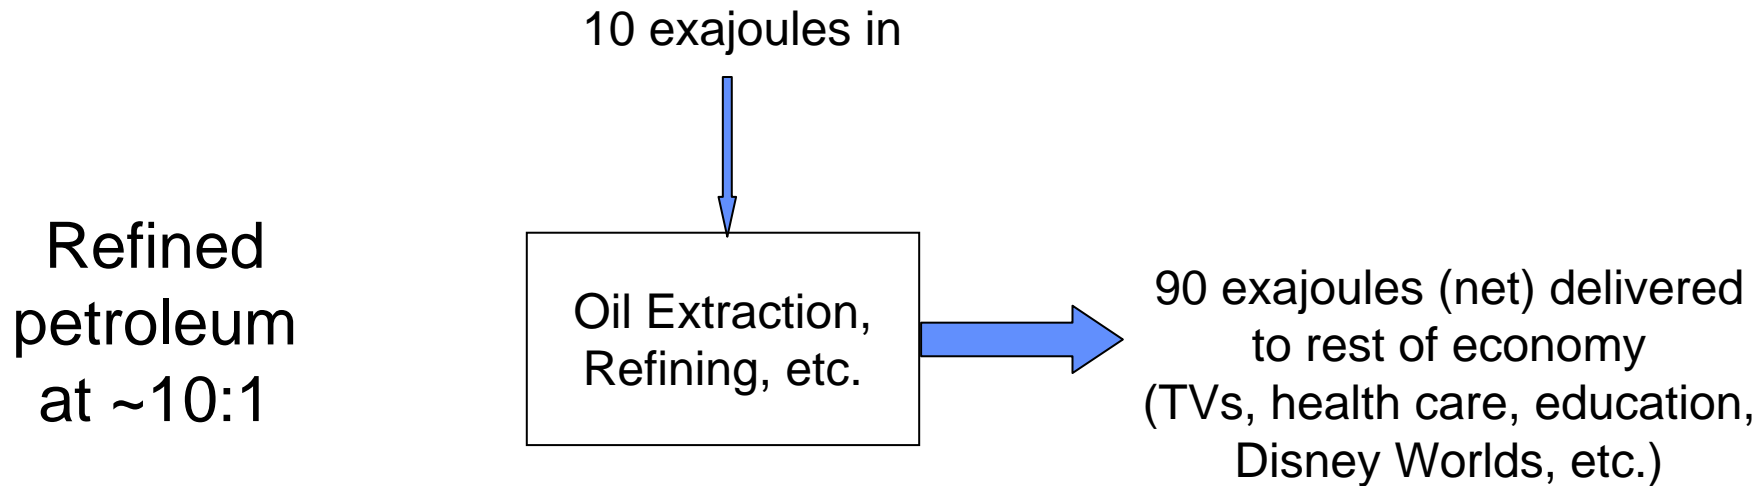 10 exajoules in
Refined
petroleum
at ~10:1
Oil Extraction,
Refining, etc.
90 exajoules (net) delivered
to rest of economy
(TVs, health care, education,
Disney Worlds, etc.)